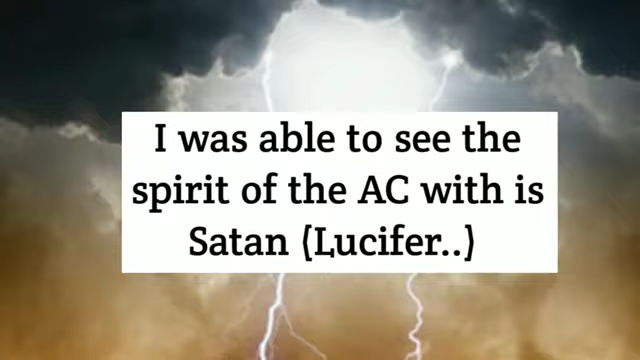 I was able to see the
spirit of the AC with is
Satan (Lucifer..)